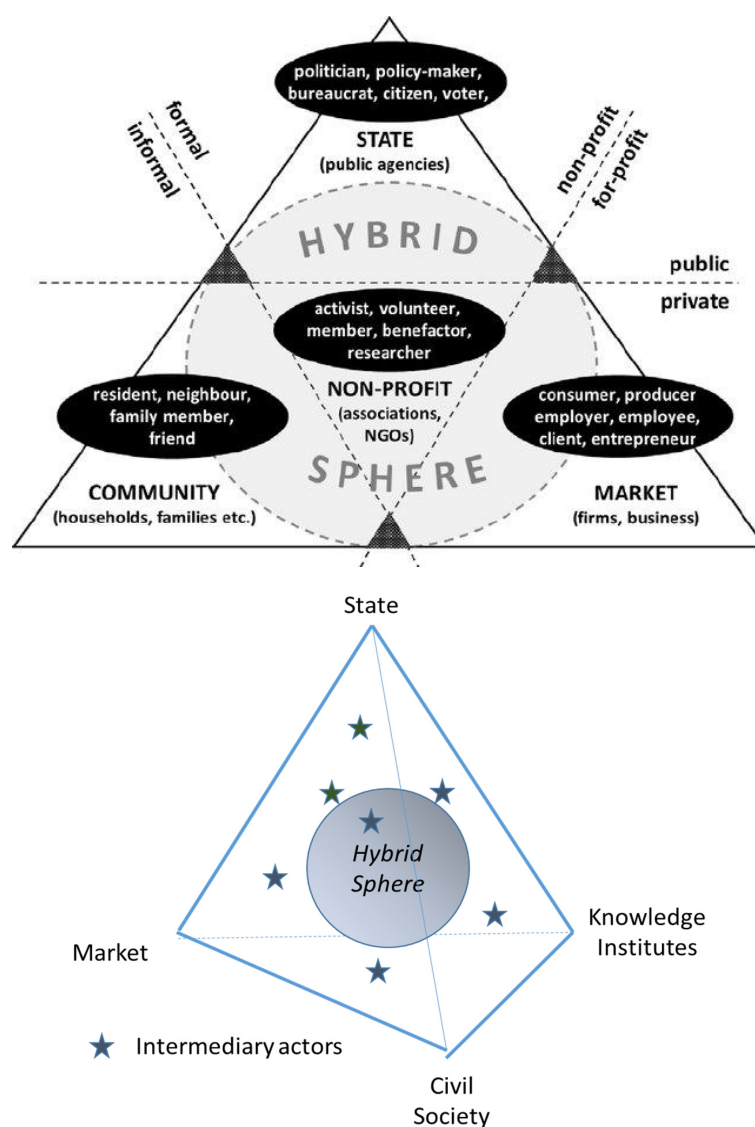 politician, policy-maker,
bureaucrat, citizen, voter,
formal
informal
STATE
(public agencies)
non-profit
for-profit
HYBRID
public
private
activist, volunteer,
member, benefactor,
researcher
resident, neighbour,
family member,
friend
NON-PROFIT
(associations,
NGOs)
consumer, producer
employer, employee,
client, entrepreneur
SPHERE
COMMUNITY
(households, families etc.)
MARKET
(firms, business)
State
Hybrid
Sphere
Market
Knowledge
Institutes
Intermediary actors
Civil
Society